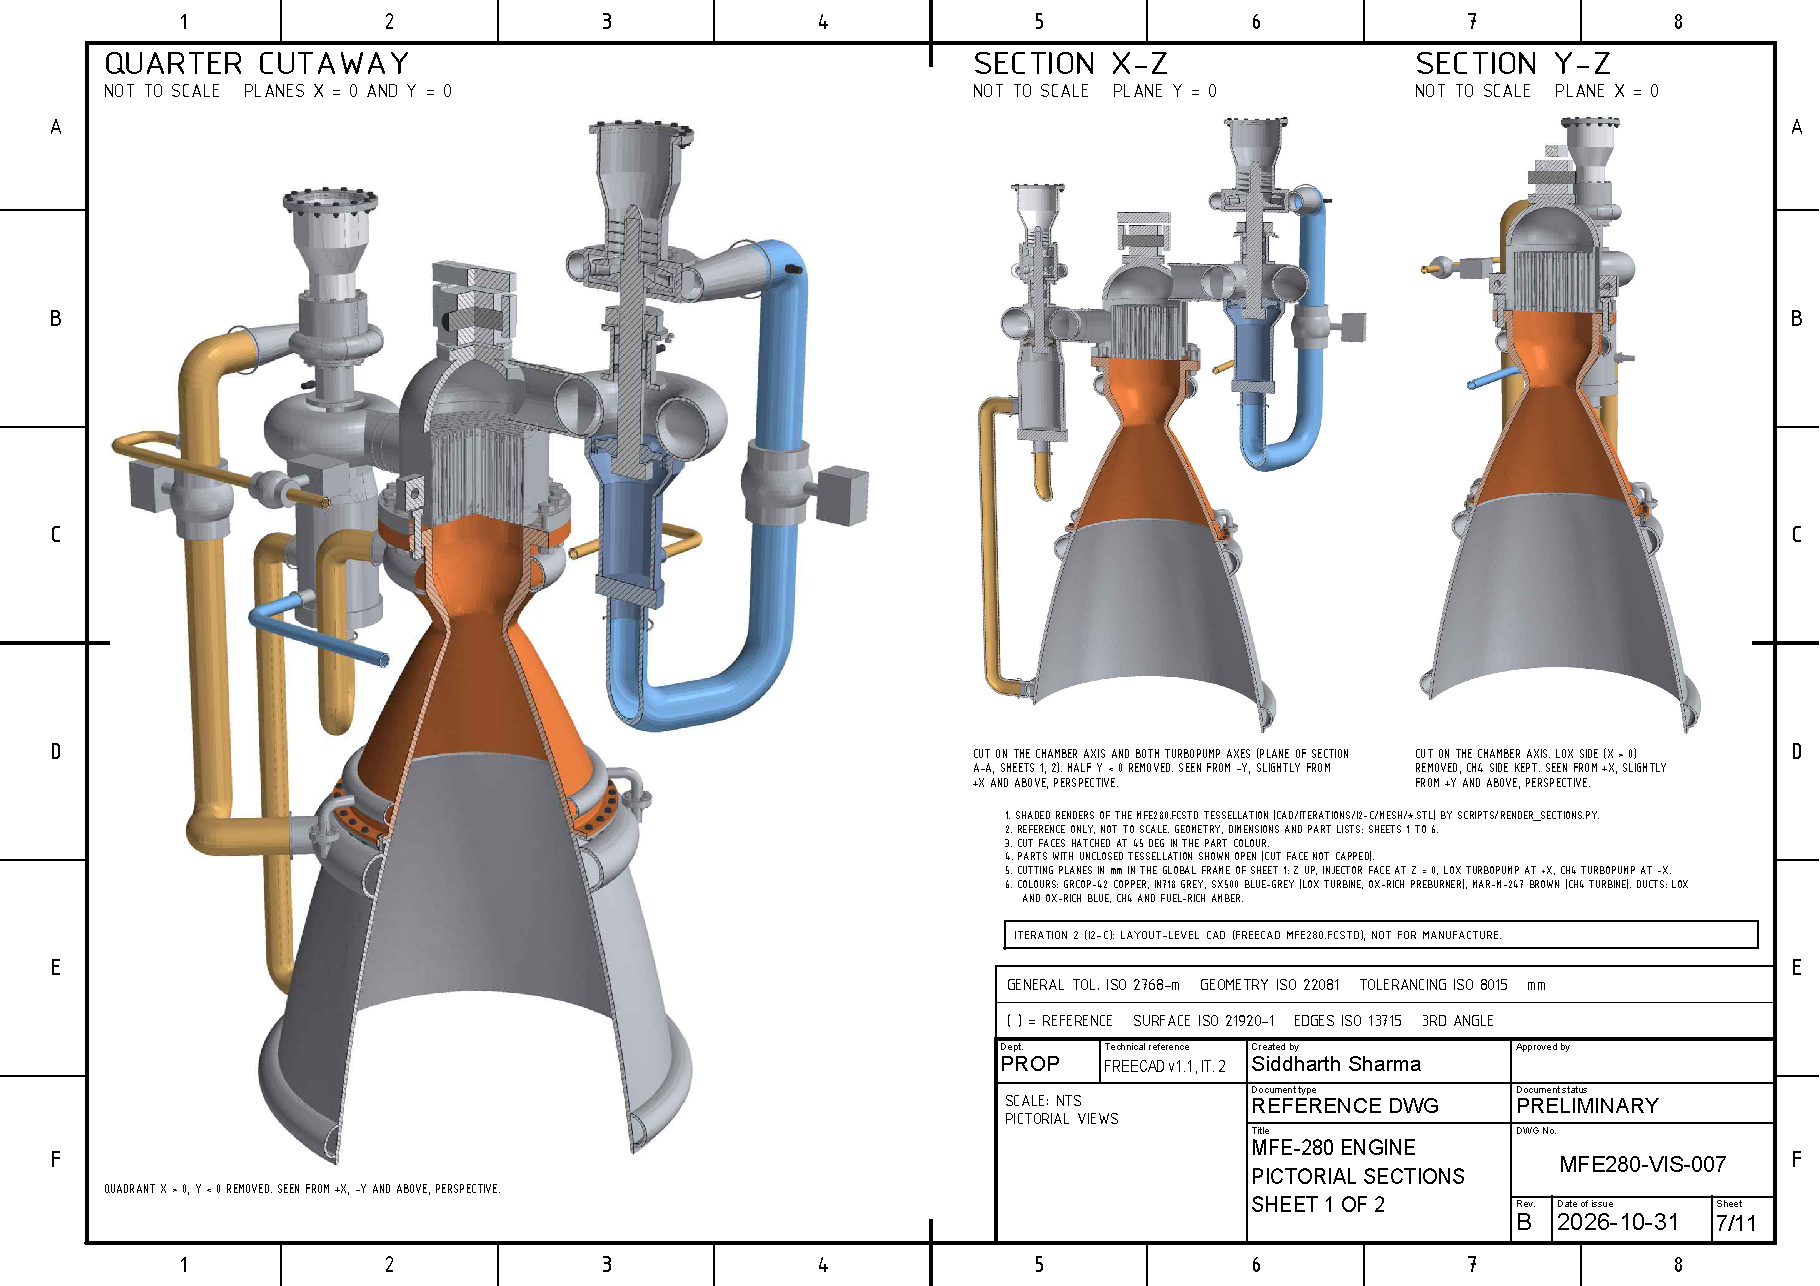 1 2 3 4 5 6 7 8
QUARTER CUTAWAY
NOT TO SCALE PLANES X = 0 AND Y = 0
SECTION X-Z
NOT TO SCALE PLANE Y = 0
SECTION Y-Z
NOT TO SCALE PLANE X = 0
A A
B B
C C
D D
E E
F F
CUT ON THE CHAMBER AXIS AND BOTH TURBOPUMP AXES (PLANE OF SECTION
A-A, SHEETS 1, 2). HALF Y < 0 REMOVED. SEEN FROM -Y, SLIGHTLY FROM
+X AND ABOVE, PERSPECTIVE.
CUT ON THE CHAMBER AXIS. LOX SIDE (X > 0)
REMOVED, CH4 SIDE KEPT. SEEN FROM +X, SLIGHTLY
FROM +Y AND ABOVE, PERSPECTIVE.
1. SHADED RENDERS OF THE MFE280.FCSTD TESSELLATION (CAD/ITERATIONS/I2-C/MESH/*.STL) BY SCRIPTS/RENDER_SECTIONS.PY.
2. REFERENCE ONLY, NOT TO SCALE. GEOMETRY, DIMENSIONS AND PART LISTS: SHEETS 1 TO 6.
3. CUT FACES HATCHED AT 45 DEG IN THE PART COLOUR.
4. PARTS WITH UNCLOSED TESSELLATION SHOWN OPEN (CUT FACE NOT CAPPED).
5. CUTTING PLANES IN mm IN THE GLOBAL FRAME OF SHEET 1: Z UP, INJECTOR FACE AT Z = 0, LOX TURBOPUMP AT +X, CH4 TURBOPUMP AT -X.
6. COLOURS: GRCOP-42 COPPER, IN718 GREY, SX500 BLUE-GREY (LOX TURBINE, OX-RICH PREBURNER), MAR-M-247 BROWN (CH4 TURBINE). DUCTS: LOX
AND OX-RICH BLUE, CH4 AND FUEL-RICH AMBER.
ITERATION 2 (I2-C): LAYOUT-LEVEL CAD (FREECAD MFE280.FCSTD), NOT FOR MANUFACTURE.
GENERAL TOL. ISO 2768-m GEOMETRY ISO 22081 TOLERANCING ISO 8015 mm
( ) = REFERENCE SURFACE ISO 21920-1 EDGES ISO 13715 3RD ANGLE
Dept. Technical reference Created by Approved by
PROP FREECAD v1.1, IT. 2 Siddharth Sharma
SCALE: NTS
PICTORIAL VIEWS
Document type Document status
REFERENCE DWG PRELIMINARY
Title DWG No.
MFE-280 ENGINE
PICTORIAL SECTIONS
SHEET 1 OF 2
MFE280-VIS-007
Rev. Date of issue Sheet
B 2026-10-31 7/11
QUADRANT X > 0, Y < 0 REMOVED. SEEN FROM +X, -Y AND ABOVE, PERSPECTIVE.
1 2 3 4 5 6 7 8